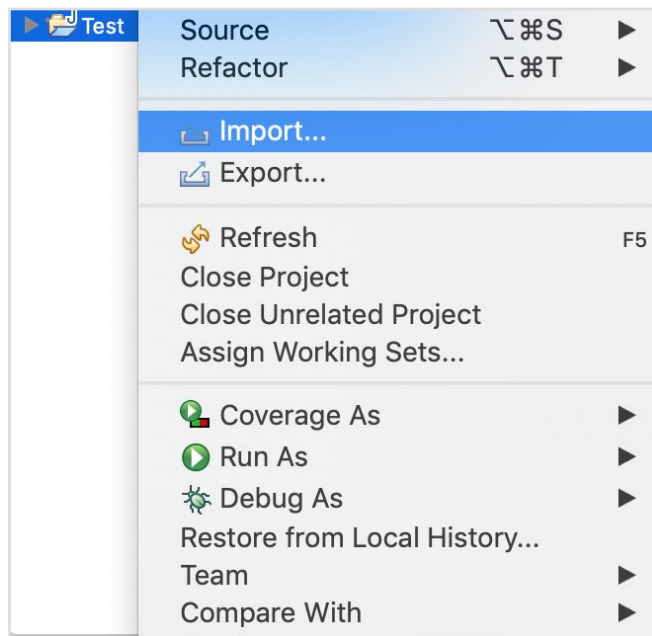 Test
Source ⌥⌘S
Refactor ⌥⌘T
Import...
Export...
Refresh F5
Close Project
Close Unrelated Project
Assign Working Sets...
Coverage As
Run As
Debug As
Restore from Local History...
Team
Compare With